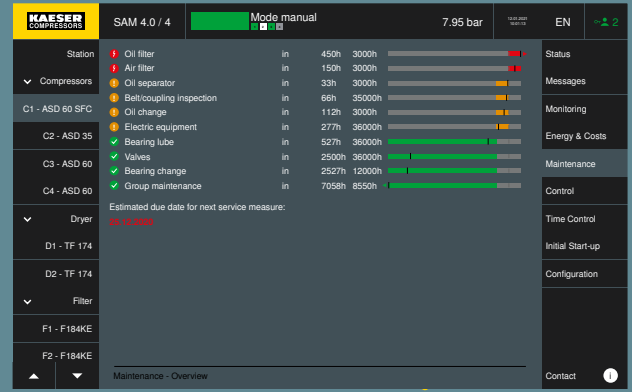 KAESER COMPRESSORS
SAM 4.0 / 4
Mode manual
7.95 bar
EN
2
Station
Compressors
C1 - ASD 60 SFC
C2 - ASD 35
C3 - ASD 60
C4 - ASD 60
Dryer
D1 - TF 174
D2 - TF 174
Filter
F1 - F184KE
F2 - F184KE
Oil filter in 450h 3000h
Air filter in 150h 3000h
Oil separator in 33h 3000h
Belt/coupling inspection in 66h 35000h
Oil change in 112h 3000h
Electric equipment in 277h 36000h
Bearing lube in 527h 36000h
Valves in 2500h 36000h
Bearing change in 2527h 12000h
Group maintenance in 7058h 8550h
Estimated due date for next service measure:
Maintenance - Overview
Status
Messages
Monitoring
Energy & Costs
Maintenance
Control
Time Control
Initial Start-up
Configuration
Contact i